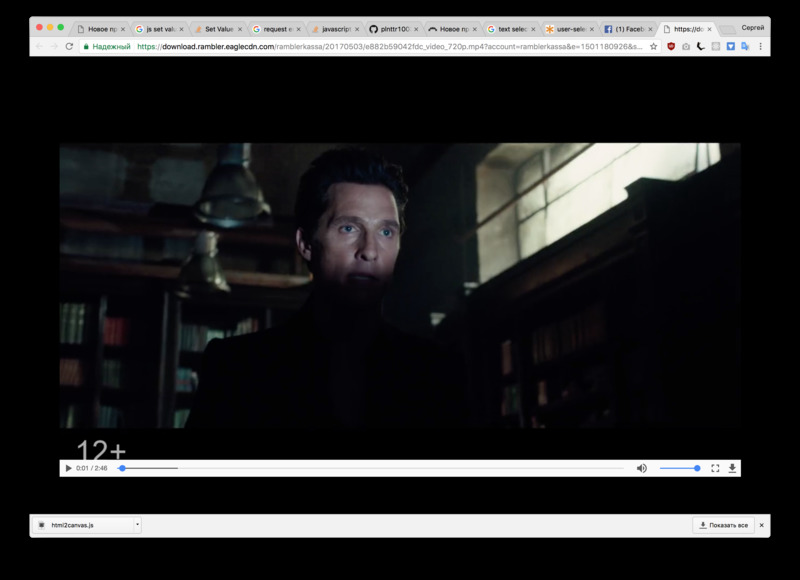 Новое пр
js set valu
Set Value
request e
javascript
plnttr100
Новое пр
text selec
user-sele
(1) Facebo
https://do
Сергей
Надежный https://download.rambler.eaglecdn.com/ramblerkassa/20170503/e882b59042fdc_video_720p.mp4?account=ramblerkassa&e=1501180926&s...
12+
0:01 / 2:46
html2canvas.js
Показать все